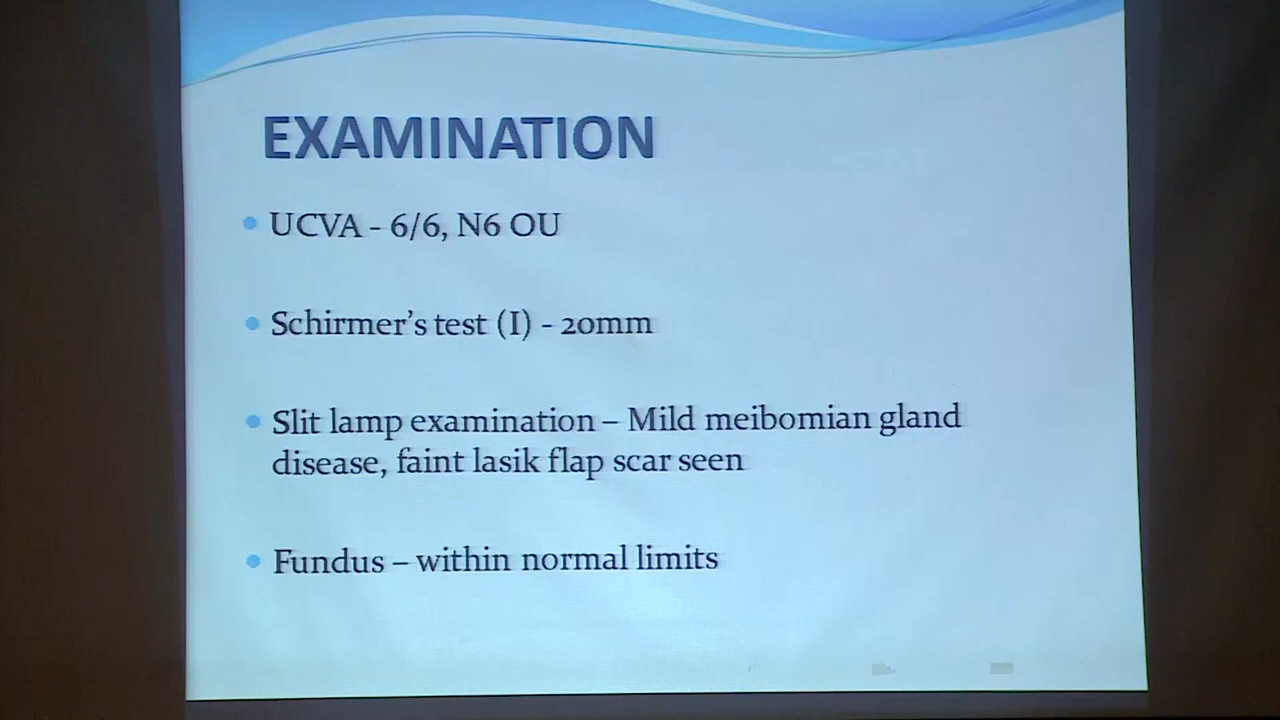 EXAMINATION
UCVA - 6/6, N6 OU
Schirmer's test (I) - 20mm
Slit lamp examination – Mild meibomian gland
disease, faint lasik flap scar seen
Fundus – within normal limits